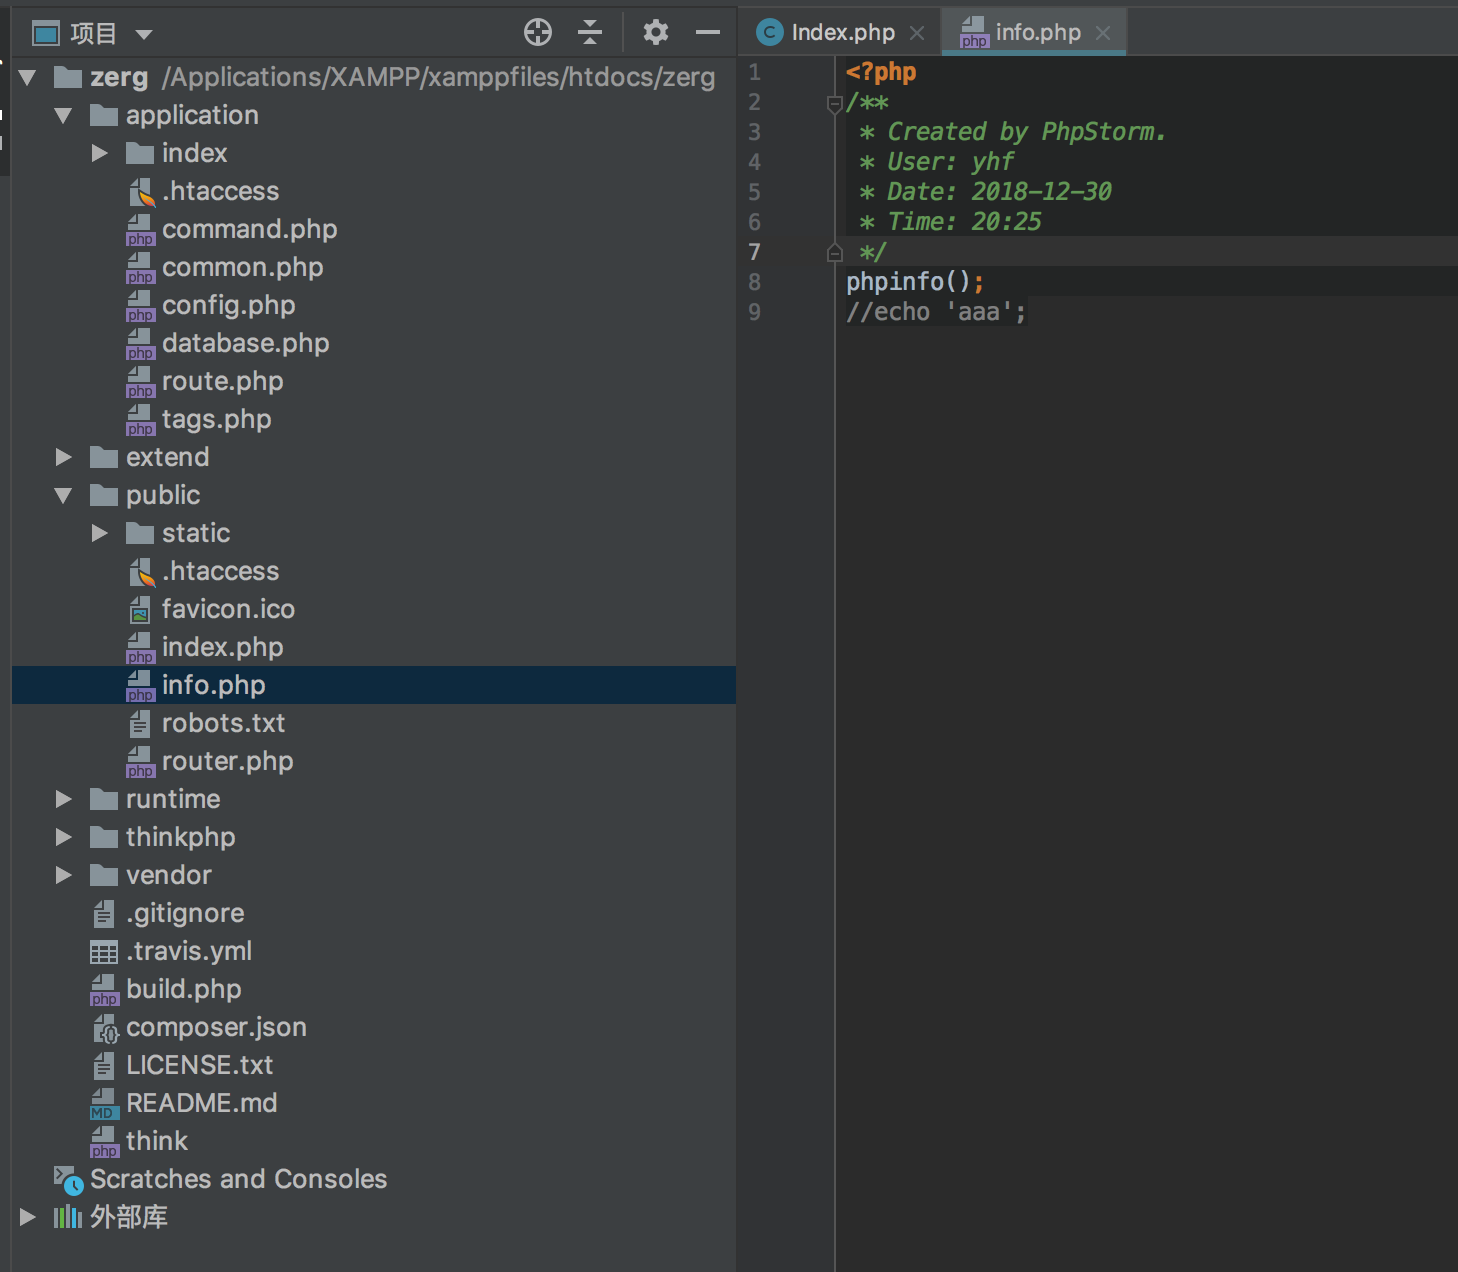 项目
zerg /Applications/XAMPP/xamppfiles/htdocs/zerg
application
index
.htaccess
command.php
common.php
config.php
database.php
route.php
tags.php
extend
public
static
.htaccess
favicon.ico
index.php
info.php
robots.txt
router.php
runtime
thinkphp
vendor
.gitignore
.travis.yml
build.php
composer.json
LICENSE.txt
README.md
think
Scratches and Consoles
外部库
Index.php info.php
1 <?php
2 /**
3 * Created by PhpStorm.
4 * User: yhf
5 * Date: 2018-12-30
6 * Time: 20:25
7 */
8 phpinfo();
9 //echo 'aaa';